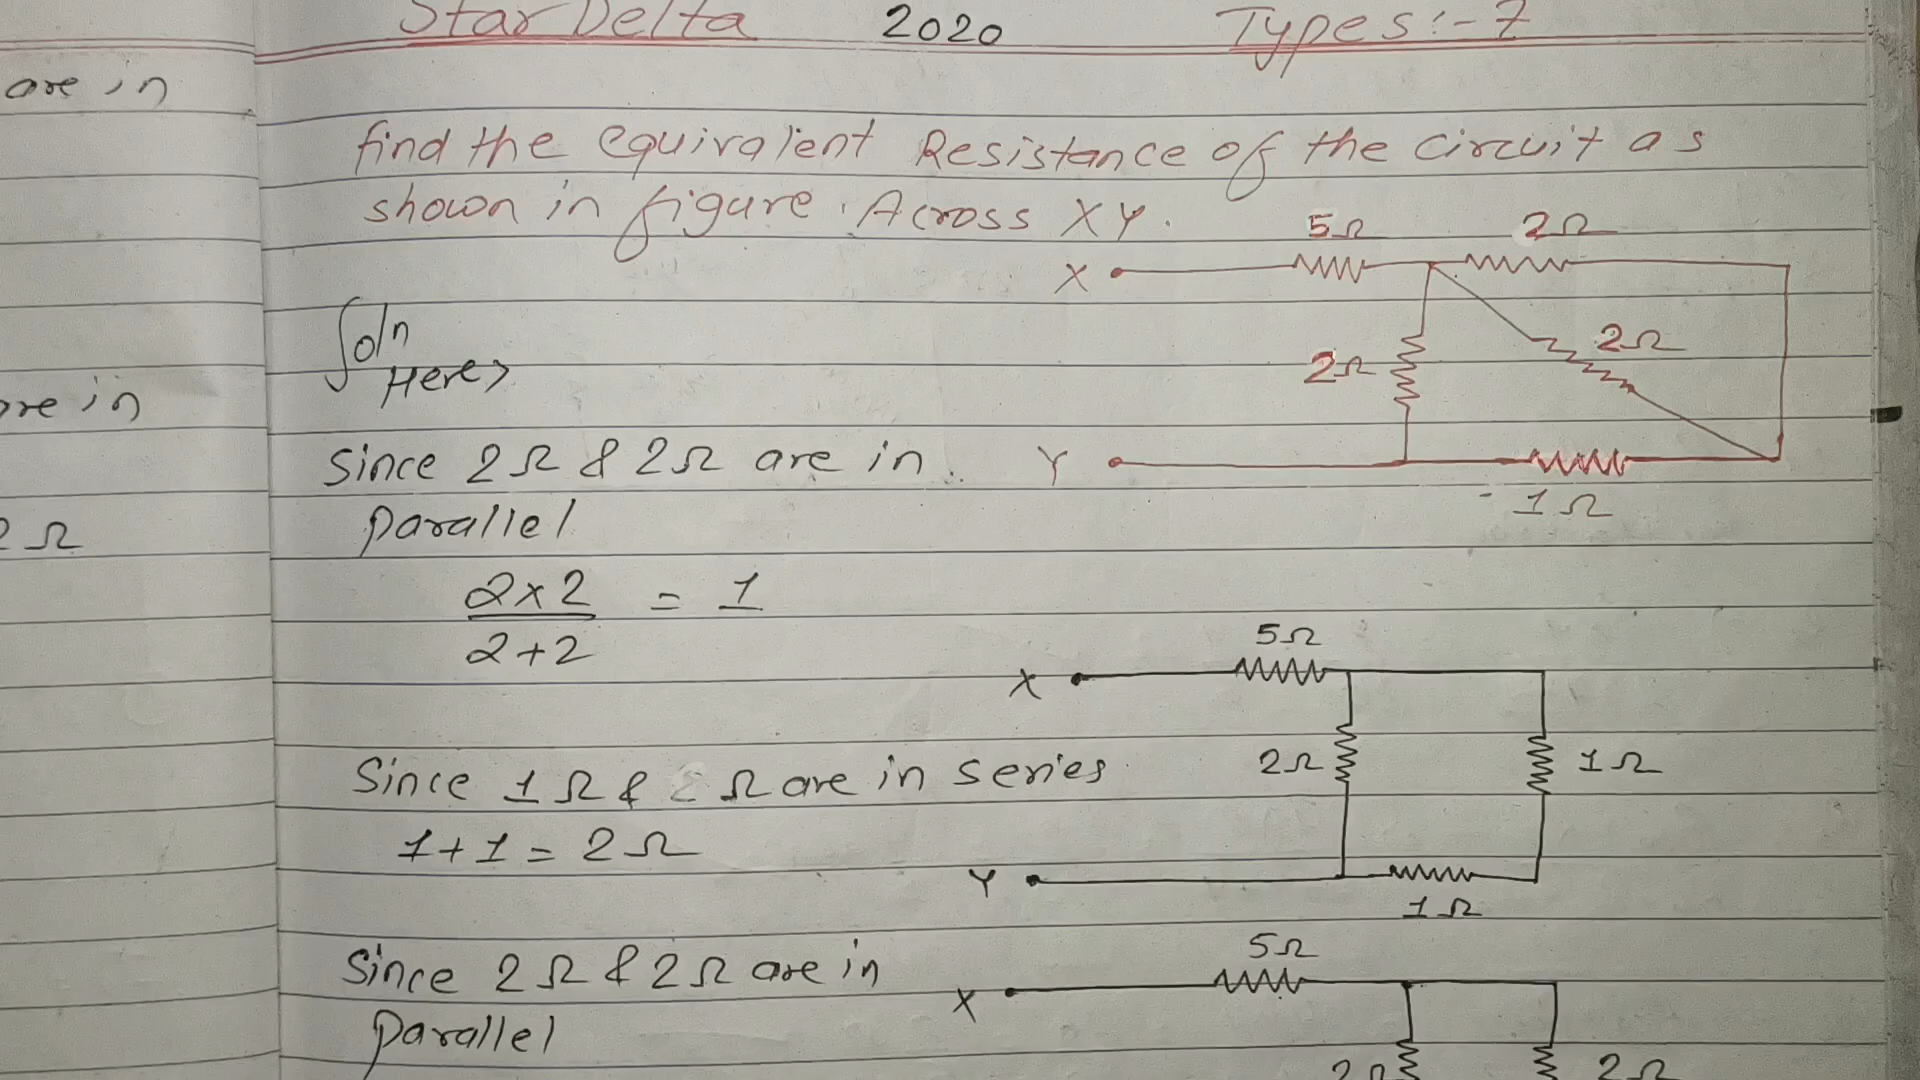 Star Delta 2020 Types:-7
are in
find the equivalent Resistance of the circuit as
shown in figure. Across XY.
5Ω 2Ω
X
Soln
Here,
2Ω 2Ω
are in
Since 2Ω & 2Ω are in. Y
1Ω
parallel
2Ω
2×2 = 1
2+2
5Ω
X
Since 1Ω & Ω are in series
2Ω 1Ω
1+1=2Ω
Y
1Ω
5Ω
Since 2Ω & 2Ω are in
X
parallel
2Ω 2Ω